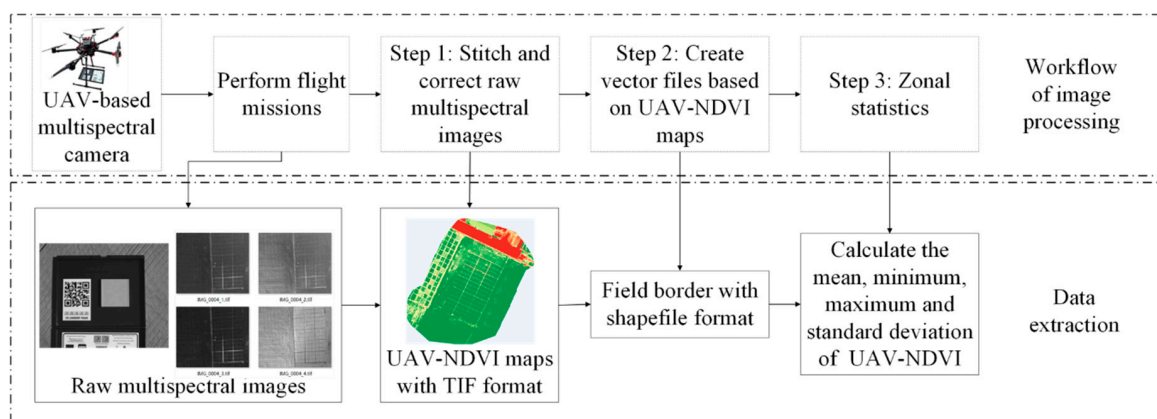 UAV-based
multispectral
camera
Perform flight
missions
Step 1: Stitch and
correct raw
multispectral
images
Step 2: Create
vector files based
on UAV-NDVI
maps
Step 3: Zonal
statistics
Workflow
of image
processing
IMG_0004_1.tif
IMG_0004_2.tif
IMG_0004_3.tif
IMG_0004_4.tif
Raw multispectral images
UAV-NDVI maps
with TIF format
Field border with
shapefile format
Calculate the
mean, minimum,
maximum and
standard deviation
of UAV-NDVI
Data
extraction